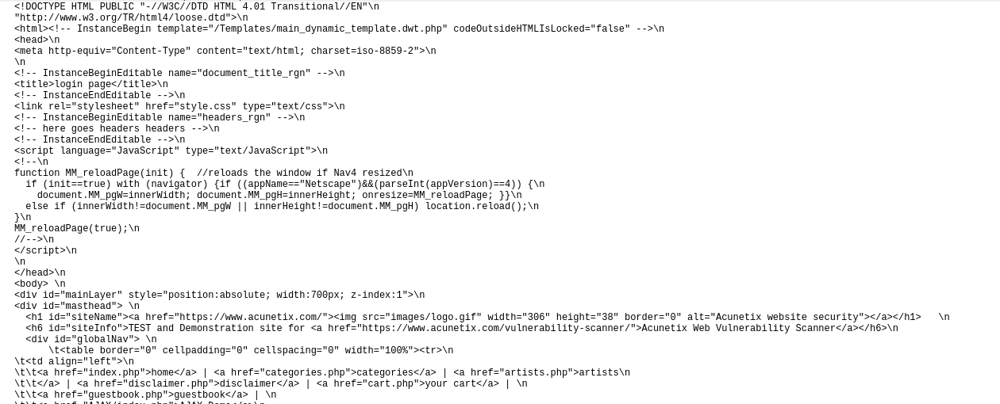 <!DOCTYPE HTML PUBLIC "-//W3C//DTD HTML 4.01 Transitional//EN"\n
"http://www.w3.org/TR/html4/loose.dtd">\n
<html><!-- InstanceBegin template="/Templates/main_dynamic_template.dwt.php" codeOutsideHTMLIsLocked="false" -->\n
<head>\n
<meta http-equiv="Content-Type" content="text/html; charset=iso-8859-2">\n
\n
<!-- InstanceBeginEditable name="document_title_rgn" -->\n
<title>login page</title>\n
<!-- InstanceEndEditable -->\n
<link rel="stylesheet" href="style.css" type="text/css">\n
<!-- InstanceBeginEditable name="headers_rgn" -->\n
<!-- here goes headers headers -->\n
<!-- InstanceEndEditable -->\n
<script language="JavaScript" type="text/JavaScript">\n
<!--\n
function MM_reloadPage(init) {  //reloads the window if Nav4 resized\n
  if (init==true) with (navigator) {if ((appName=="Netscape")&&(parseInt(appVersion)==4)) {\n
    document.MM_pgW=innerWidth; document.MM_pgH=innerHeight; onresize=MM_reloadPage; }}\n
  else if (innerWidth!=document.MM_pgW || innerHeight!=document.MM_pgH) location.reload();\n
}\n
MM_reloadPage(true);\n
//-->\n
</script>\n
\n
</head>\n
<body> \n
<div id="mainLayer" style="position:absolute; width:700px; z-index:1">\n
<div id="masthead"> \n
  <h1 id="siteName"><a href="https://www.acunetix.com/"><img src="images/logo.gif" width="306" height="38" border="0" alt="Acunetix website security"></a></h1>   \n
  <h6 id="siteInfo">TEST and Demonstration site for <a href="https://www.acunetix.com/vulnerability-scanner/">Acunetix Web Vulnerability Scanner</a></h6>\n
  <div id="globalNav"> \n
      \t<table border="0" cellpadding="0" cellspacing="0" width="100%"><tr>\n
\t<td align="left">\n
\t\t<a href="index.php">home</a> | <a href="categories.php">categories</a> | <a href="artists.php">artists\n
\t\t</a> | <a href="disclaimer.php">disclaimer</a> | <a href="cart.php">your cart</a> | \n
\t\t<a href="guestbook.php">guestbook</a> | \n
\t\t<a href="AJAX/index.php">AJAX Demo</a>\n